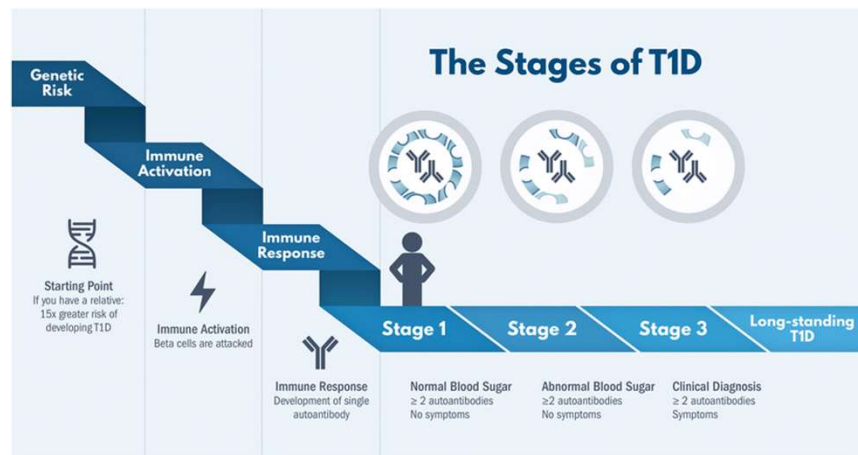 The Stages of T1D
Genetic
Risk
Immune
Activation
Immune
Response
Stage 1
Stage 2
Stage 3
Long-standing
T1D
Starting Point
If you have a relative:
15x greater risk of
developing T1D
Immune Activation
Beta cells are attacked
Immune Response
Development of single
autoantibody
Normal Blood Sugar
≥ 2 autoantibodies
No symptoms
Abnormal Blood Sugar
≥2 autoantibodies
No symptoms
Clinical Diagnosis
≥ 2 autoantibodies
Symptoms